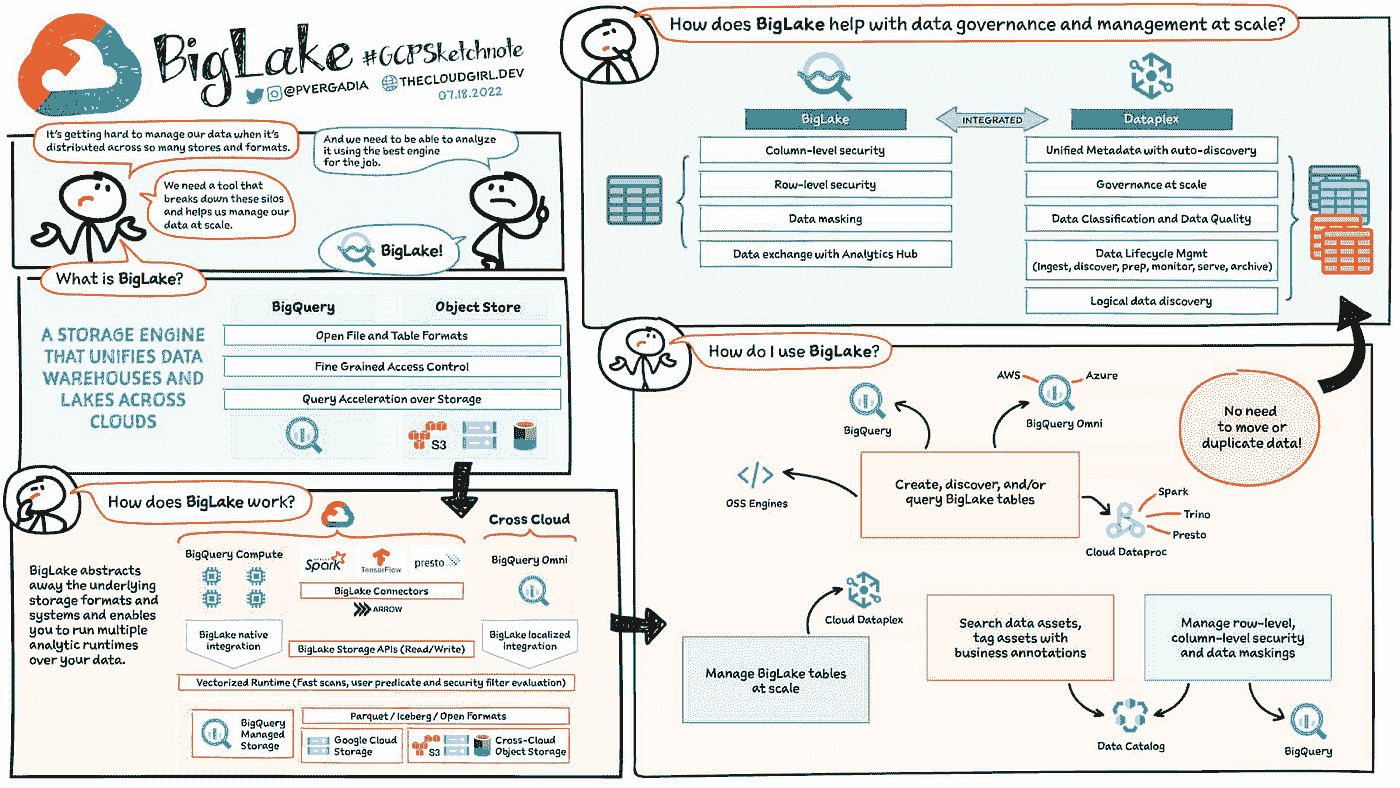 BigLake #GCPSketchnote
@PVERGADIA THECLOUDGIRL.DEV
07.18.2022
It's getting hard to manage our data when it's
distributed across so many stores and formats.
And we need to be able to analyze
it using the best engine
for the job.
We need a tool that
breaks down these silos
and helps us manage our
data at scale.
BigLake!
What is BigLake?
A STORAGE ENGINE
THAT UNIFIES DATA
WAREHOUSES AND
LAKES ACROSS
CLOUDS
BigQuery
Object Store
Open File and Table Formats
Fine Grained Access Control
Query Acceleration over Storage
S3
How does BigLake work?
BigLake abstracts
away the underlying
storage formats and
systems and enables
you to run multiple
analytic runtimes
over your data.
Cross Cloud
BigQuery Compute
Spark
TensorFlow
presto
BigQuery Omni
BigLake Connectors
ARROW
BigLake native
integration
BigLake Storage APIs (Read/Write)
BigLake localized
integration
Vectorized Runtime (Fast scans, user predicate and security filter evaluation)
BigQuery
Managed
Storage
Parquet / Iceberg / Open Formats
Google Cloud
Storage
S3
Cross-Cloud
Object Storage
How does BigLake help with data governance and management at scale?
BigLake
INTEGRATED
Dataplex
Column-level security
Row-level security
Data masking
Data exchange with Analytics Hub
Unified Metadata with auto-discovery
Governance at scale
Data Classification and Data Quality
Data Lifecycle Mgmt
(Ingest, discover, prep, monitor, serve, archive)
Logical data discovery
How do I use BigLake?
BigQuery
AWS
Azure
BigQuery Omni
No need
to move or
duplicate data!
OSS Engines
Create, discover, and/or
query BigLake tables
Spark
Trino
Presto
Cloud Dataproc
Cloud Dataplex
Manage BigLake tables
at scale
Search data assets,
tag assets with
business annotations
Manage row-level,
column-level security
and data maskings
Data Catalog
BigQuery